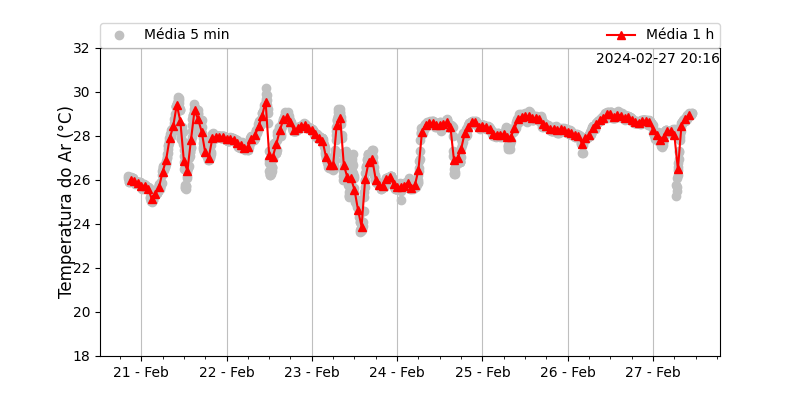 Média 5 min
Média 1 h
2024-02-27 20:16
Temperatura do Ar (°C)
32
30
28
26
24
22
20
18
21 - Feb
22 - Feb
23 - Feb
24 - Feb
25 - Feb
26 - Feb
27 - Feb